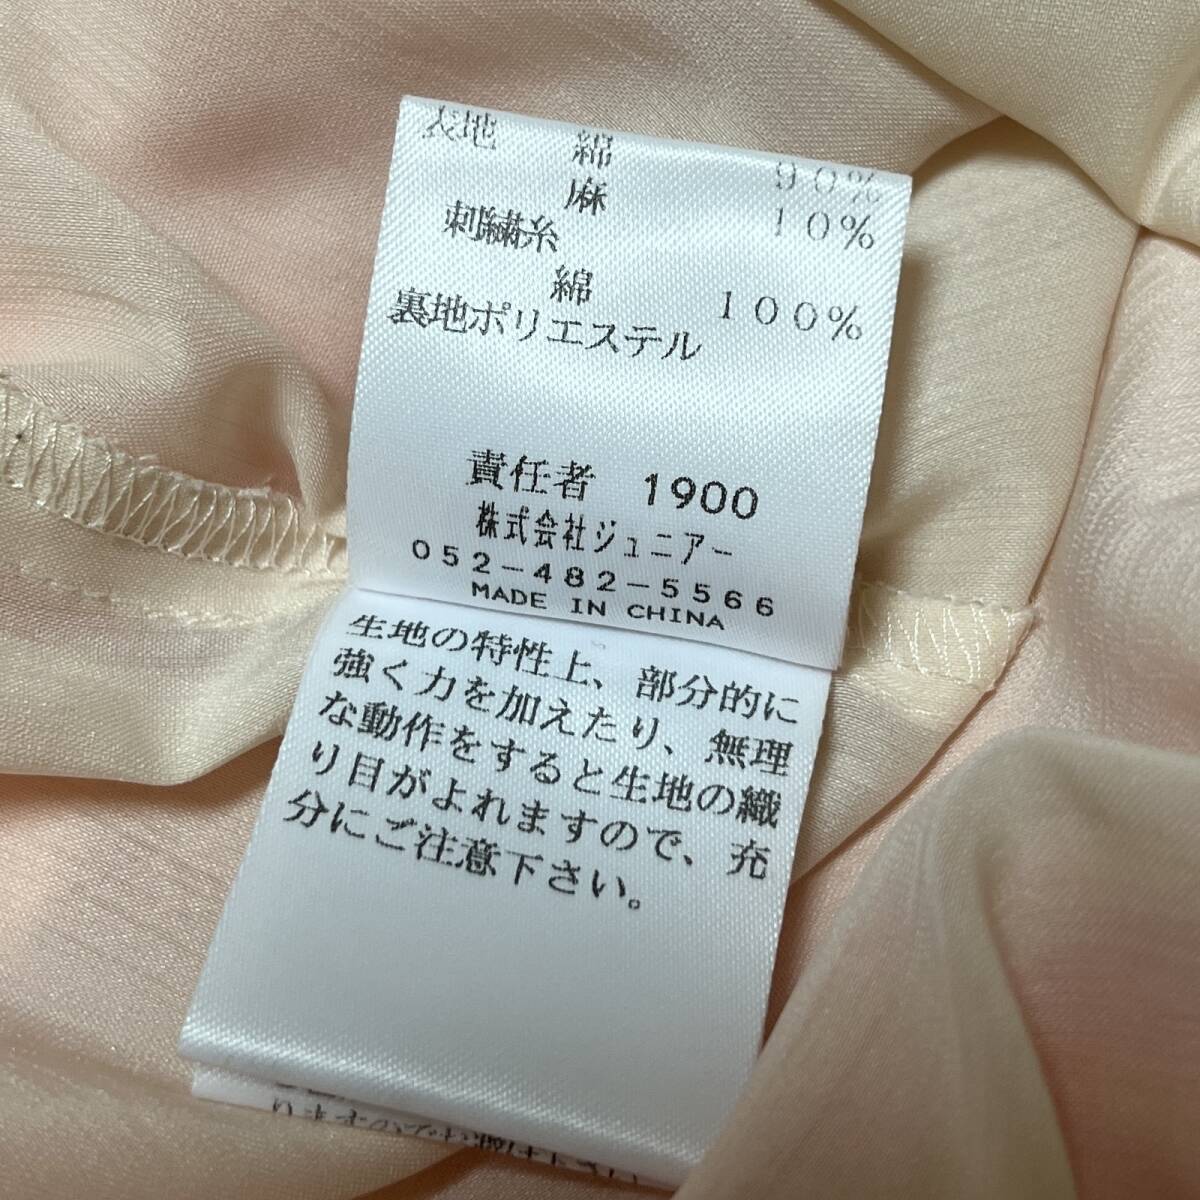 表地 綿 90%
麻 10%
刺繍糸
綿 100%
裏地ポリエステル
責任者 1900
株式会社ジュニアー
052-482-5566
MADE IN CHINA
生地の特性上、部分的に
強く力を加えたり、無理
な動作をすると生地の織
り目がよれますので、充
分にご注意下さい。